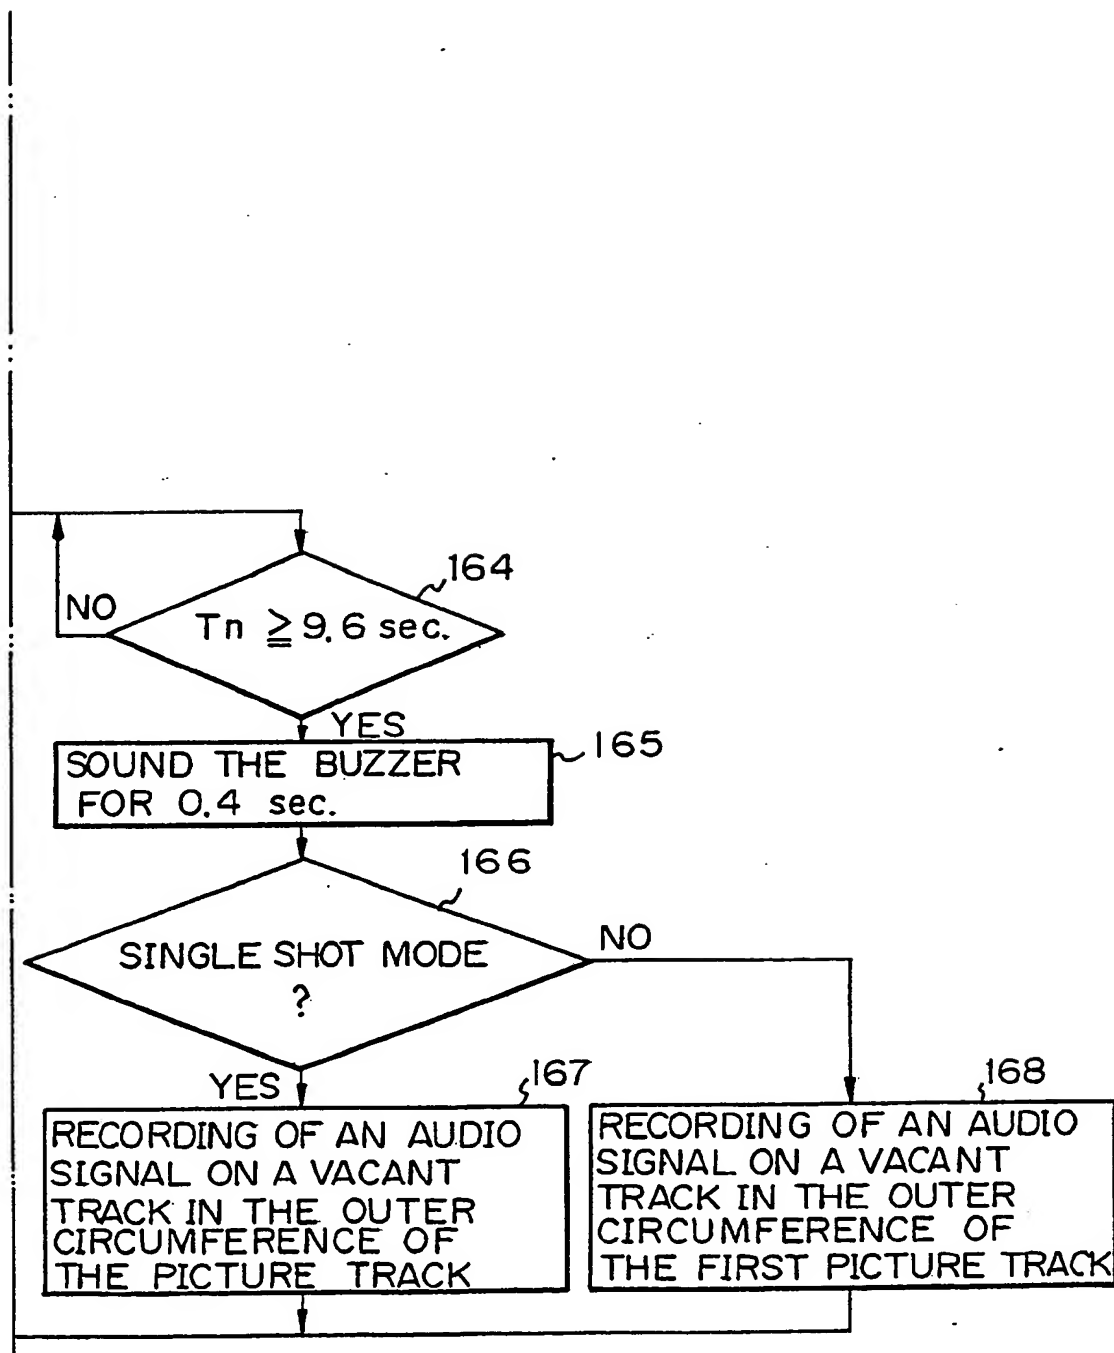 164
NO
Tn ≧ 9.6 sec.
YES
165
SOUND THE BUZZER
FOR 0.4 sec.
166
NO
SINGLE SHOT MODE
?
YES
167
168
RECORDING OF AN AUDIO
SIGNAL ON A VACANT
TRACK IN THE OUTER
CIRCUMFERENCE OF
THE PICTURE TRACK
RECORDING OF AN AUDIO
SIGNAL ON A VACANT
TRACK IN THE OUTER
CIRCUMFERENCE OF
THE FIRST PICTURE TRACK